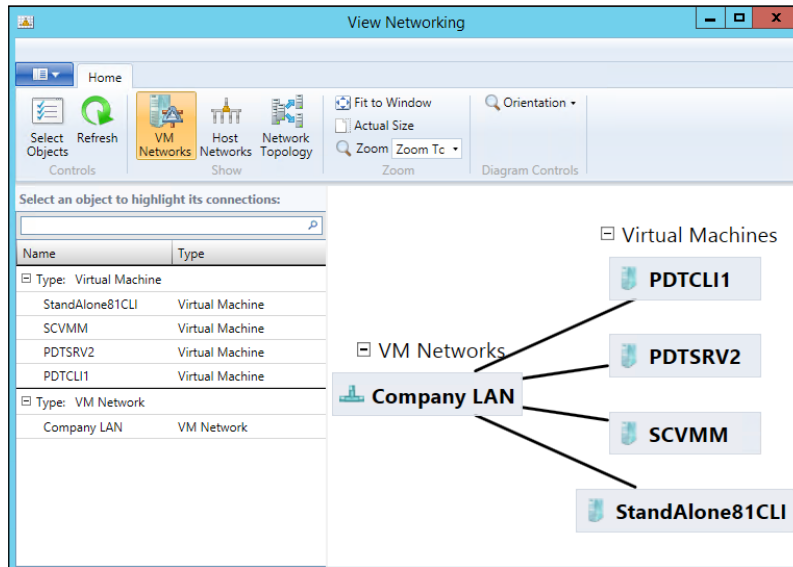 View Networking
Home
Select Objects
Refresh
VM Networks
Host Networks
Network Topology
Fit to Window
Actual Size
Zoom Zoom Tc
Orientation
Controls
Show
Zoom
Diagram Controls
Select an object to highlight its connections:
Name Type
Type: Virtual Machine
StandAlone81CLI Virtual Machine
SCVMM Virtual Machine
PDTSRV2 Virtual Machine
PDTCLI1 Virtual Machine
Type: VM Network
Company LAN VM Network
VM Networks
Company LAN
Virtual Machines
PDTCLI1
PDTSRV2
SCVMM
StandAlone81CLI